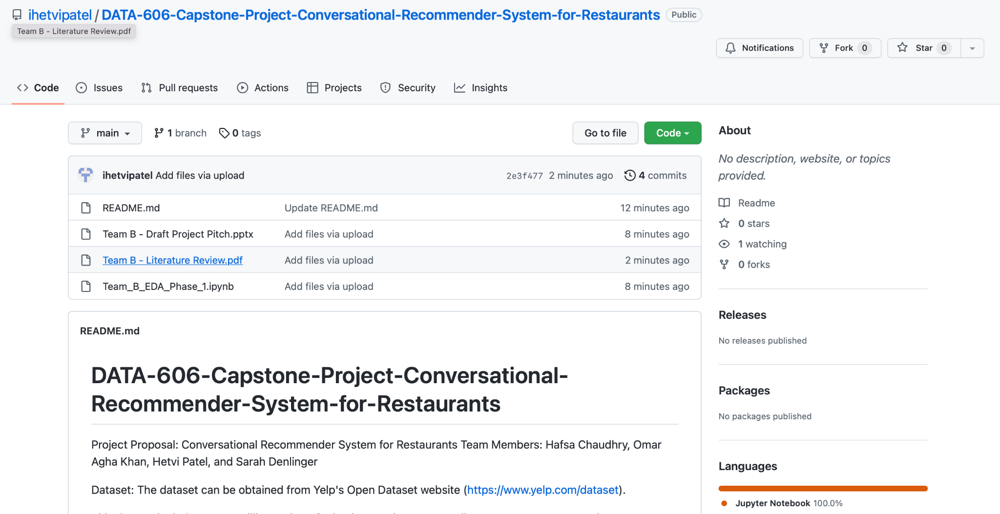 ihetvipatel / DATA-606-Capstone-Project-Conversational-Recommender-System-for-Restaurants Public
Team B - Literature Review.pdf
Notifications Fork 0 Star 0
Code Issues Pull requests Actions Projects Security Insights
main 1 branch 0 tags Go to file Code
ihetvipatel Add files via upload 2e3f477 2 minutes ago 4 commits
README.md Update README.md 12 minutes ago
Team B - Draft Project Pitch.pptx Add files via upload 8 minutes ago
Team B - Literature Review.pdf Add files via upload 2 minutes ago
Team_B_EDA_Phase_1.ipynb Add files via upload 8 minutes ago
README.md
DATA-606-Capstone-Project-Conversational-
Recommender-System-for-Restaurants
Project Proposal: Conversational Recommender System for Restaurants Team Members: Hafsa Chaudhry, Omar
Agha Khan, Hetvi Patel, and Sarah Denlinger
Dataset: The dataset can be obtained from Yelp's Open Dataset website (https://www.yelp.com/dataset).
About
No description, website, or topics
provided.
Readme
0 stars
1 watching
0 forks
Releases
No releases published
Packages
No packages published
Languages
Jupyter Notebook 100.0%